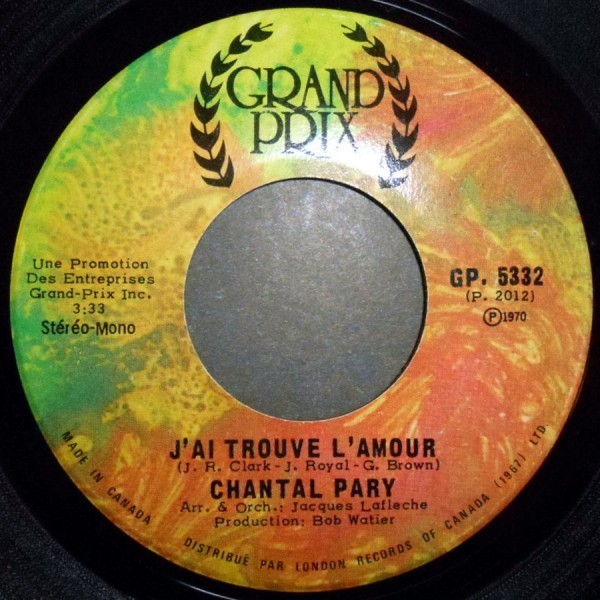 GRAND
PRIX
Une Promotion
Des Entreprises
Grand-Prix Inc.
3:33
Stéréo-Mono
GP. 5332
(P. 2012)
Ⓟ1970
J'AI TROUVE L'AMOUR
(J. R. Clark-J. Royal-G. Brown)
CHANTAL PARY
Arr. & Orch.: Jacques Lafleche
Production: Bob Watier
MADE IN CANADA
DISTRIBUÉ PAR LONDON RECORDS OF CANADA (1967) LTD.